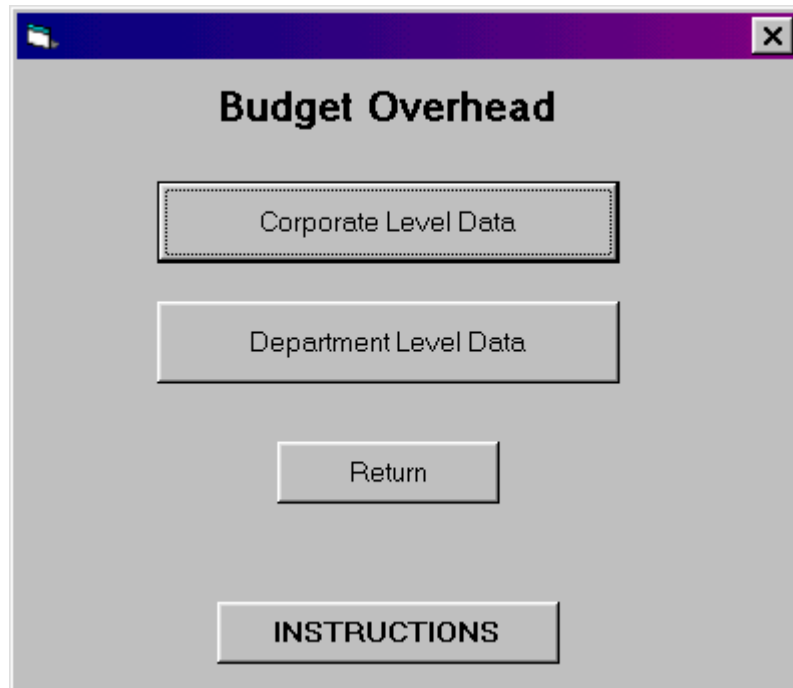 Budget Overhead
Corporate Level Data
Department Level Data
Return
INSTRUCTIONS